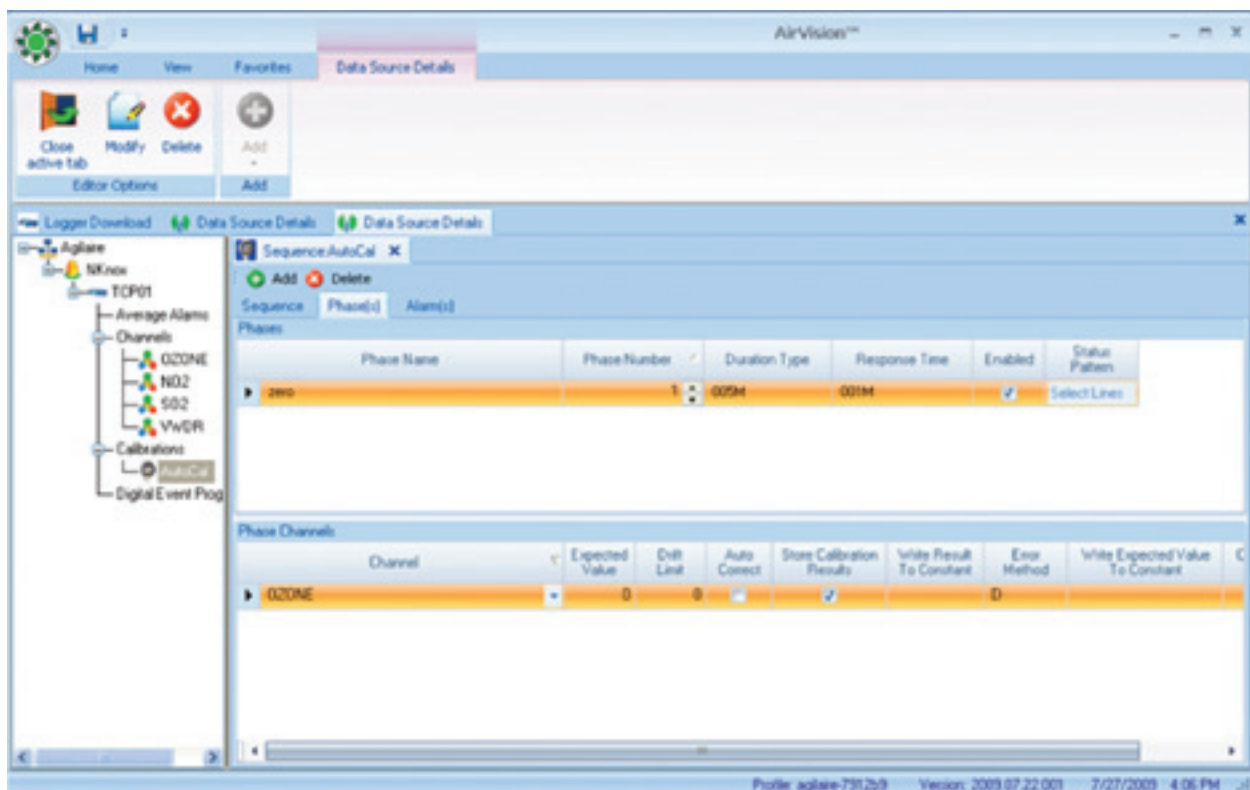 AirVision™
Home View Favorites Data Source Details
Close active tab Modify Delete Add
Editor Options Add
Logger Download Data Source Details Data Source Details
Agilaire
NKnox
TCP01
Average Alarms
Channels
OZONE
NO2
SO2
VWDR
Calibrations
AutoCal
Digital Event Prog
Sequence:AutoCal
Add Delete
Sequence Phase(s) Alarm(s)
Phases
Phase Name Phase Number Duration Type Response Time Enabled Status Pattern
zero 1 005M 001M Select Lines
Phase Channels
Channel Expected Value Drift Limit Auto Correct Store Calibration Results Write Result To Constant Error Method Write Expected Value To Constant C
OZONE 0 0 D
Profile: agilaire-7912b9 Version: 2009.07.22.001 7/27/2009 4:06 PM